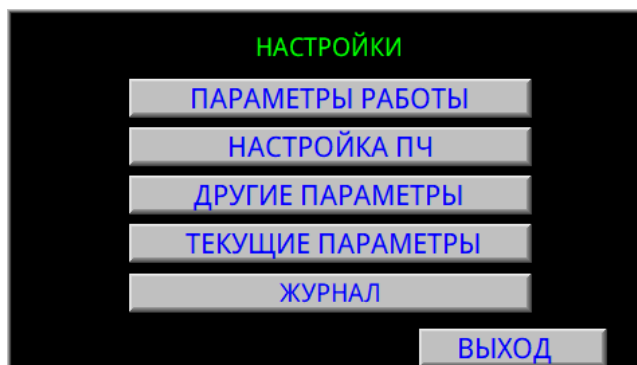 НАСТРОЙКИ
ПАРАМЕТРЫ РАБОТЫ
НАСТРОЙКА ПЧ
ДРУГИЕ ПАРАМЕТРЫ
ТЕКУЩИЕ ПАРАМЕТРЫ
ЖУРНАЛ
ВЫХОД